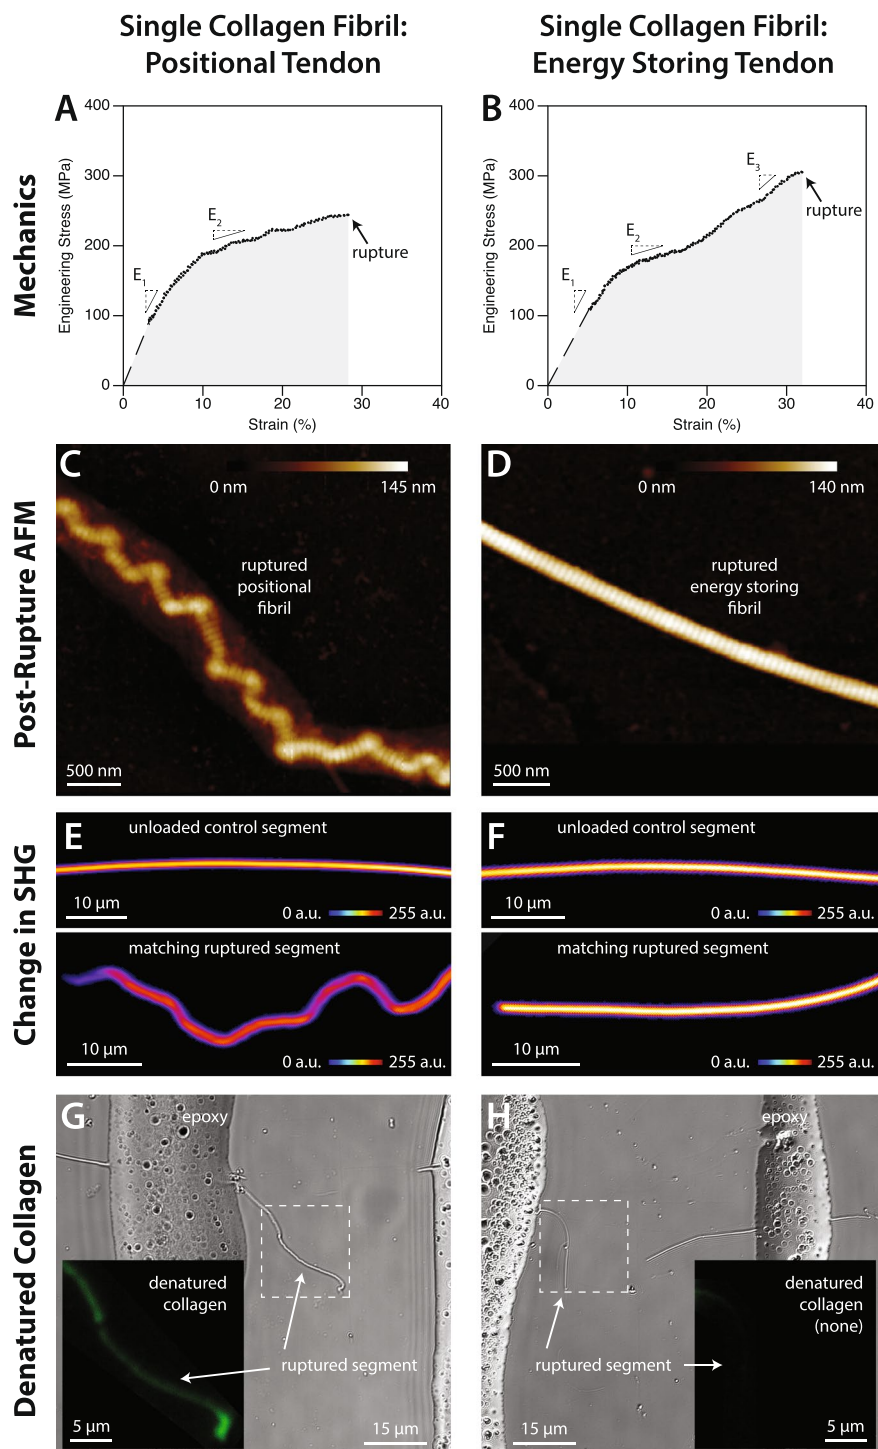 Single Collagen Fibril:
Positional Tendon
Single Collagen Fibril:
Energy Storing Tendon
Mechanics
A
Engineering Stress (MPa)
400
300
200
100
0
E1
E2
rupture
0 10 20 30 40
Strain (%)
B
Engineering Stress (MPa)
400
300
200
100
0
E1
E2
E3
rupture
0 10 20 30 40
Strain (%)
Post-Rupture AFM
C
0 nm 145 nm
ruptured
positional
fibril
500 nm
D
0 nm 140 nm
ruptured
energy storing
fibril
500 nm
Change in SHG
E
unloaded control segment
10 µm
0 a.u. 255 a.u.
matching ruptured segment
10 µm
0 a.u. 255 a.u.
F
unloaded control segment
10 µm
0 a.u. 255 a.u.
matching ruptured segment
10 µm
0 a.u. 255 a.u.
Denatured Collagen
G
epoxy
denatured
collagen
ruptured segment
5 µm
15 µm
H
epoxy
denatured
collagen
(none)
ruptured segment
15 µm
5 µm